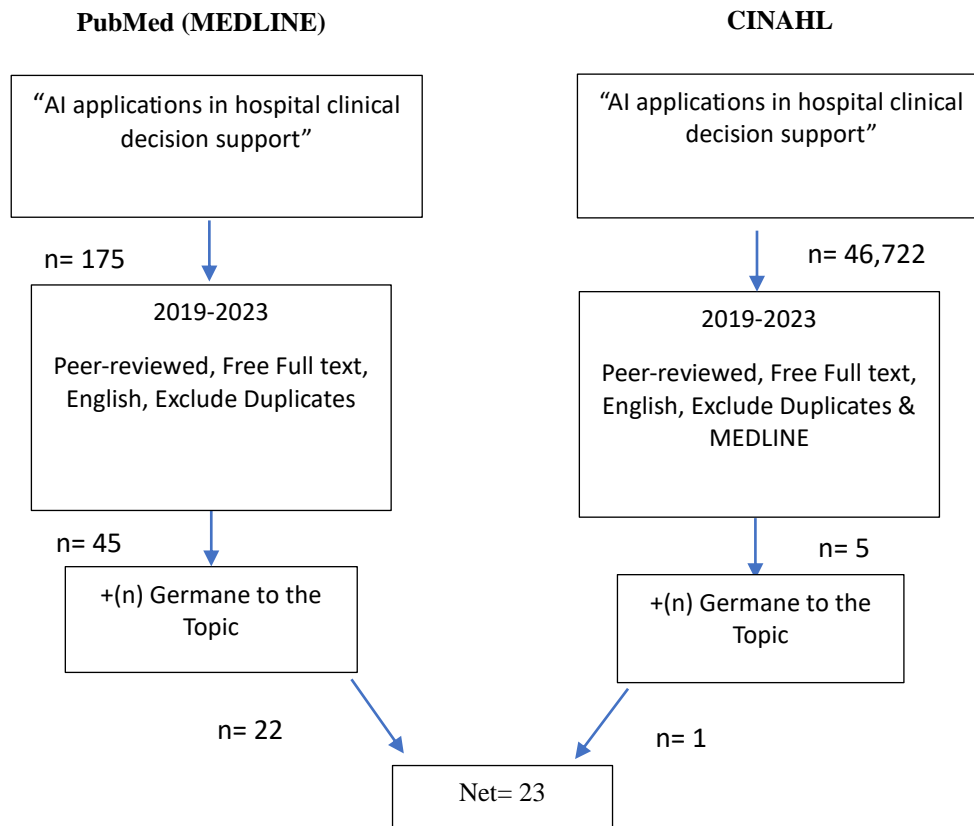 PubMed (MEDLINE)
“AI applications in hospital clinical
decision support”
n= 175
2019-2023
Peer-reviewed, Free Full text,
English, Exclude Duplicates
n= 45
+(n) Germane to the
Topic
n= 22
CINAHL
“AI applications in hospital clinical
decision support”
n= 46,722
2019-2023
Peer-reviewed, Free Full text,
English, Exclude Duplicates &
MEDLINE
n= 5
+(n) Germane to the
Topic
n= 1
Net= 23